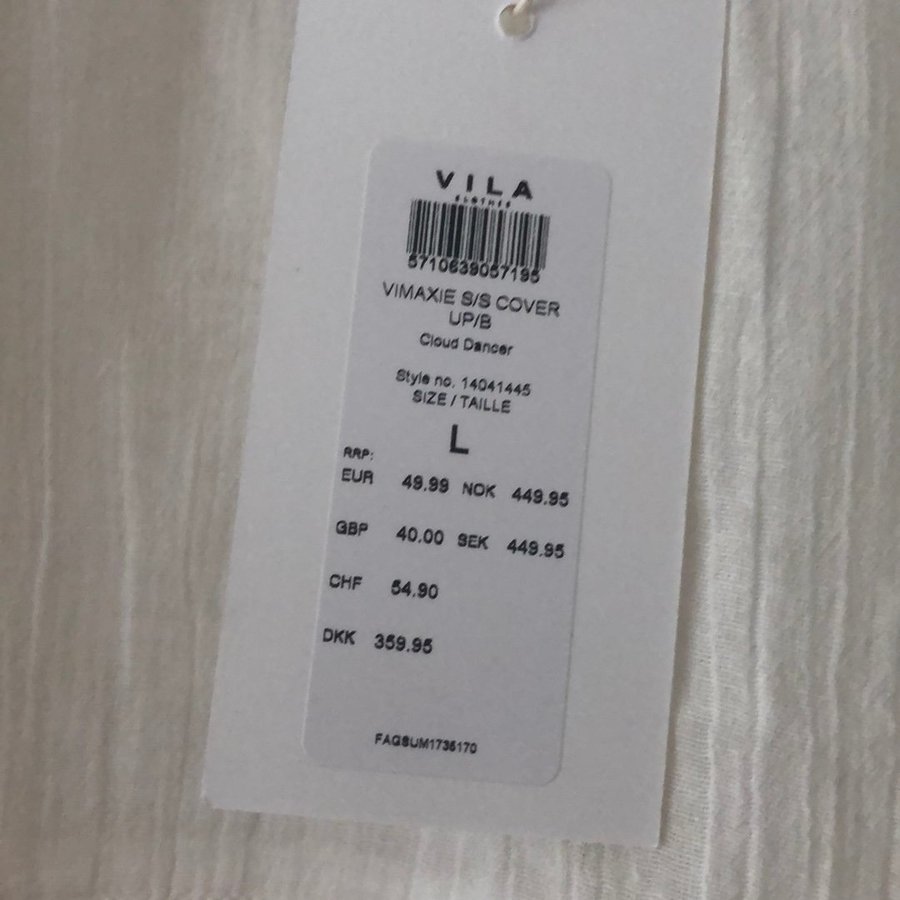 VILA
CLOTHES
5710639057195
VIMAXIE S/S COVER
UP/B
Cloud Dancer
Style no. 14041445
SIZE / TAILLE
L
RRP:
EUR 49.99 NOK 449.95
GBP 40.00 SEK 449.95
CHF 54.90
DKK 359.95
FAGSUM1735170